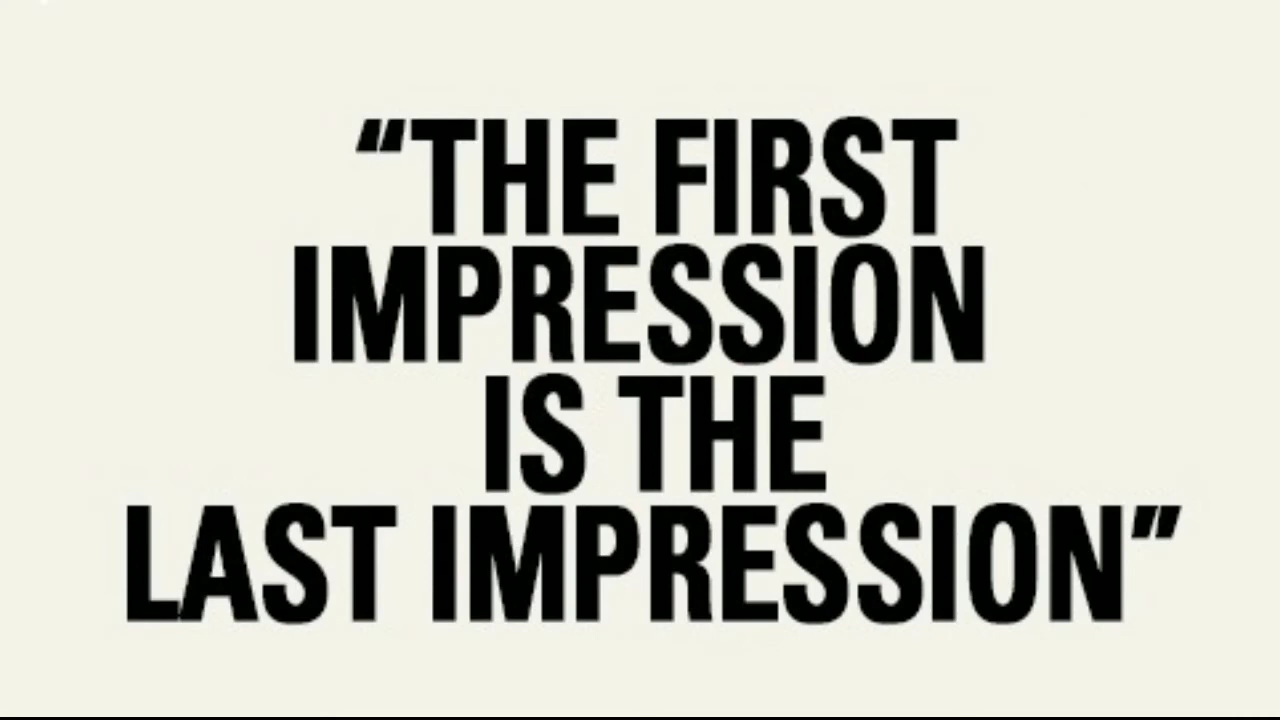 “THE FIRST
IMPRESSION
IS THE
LAST IMPRESSION”